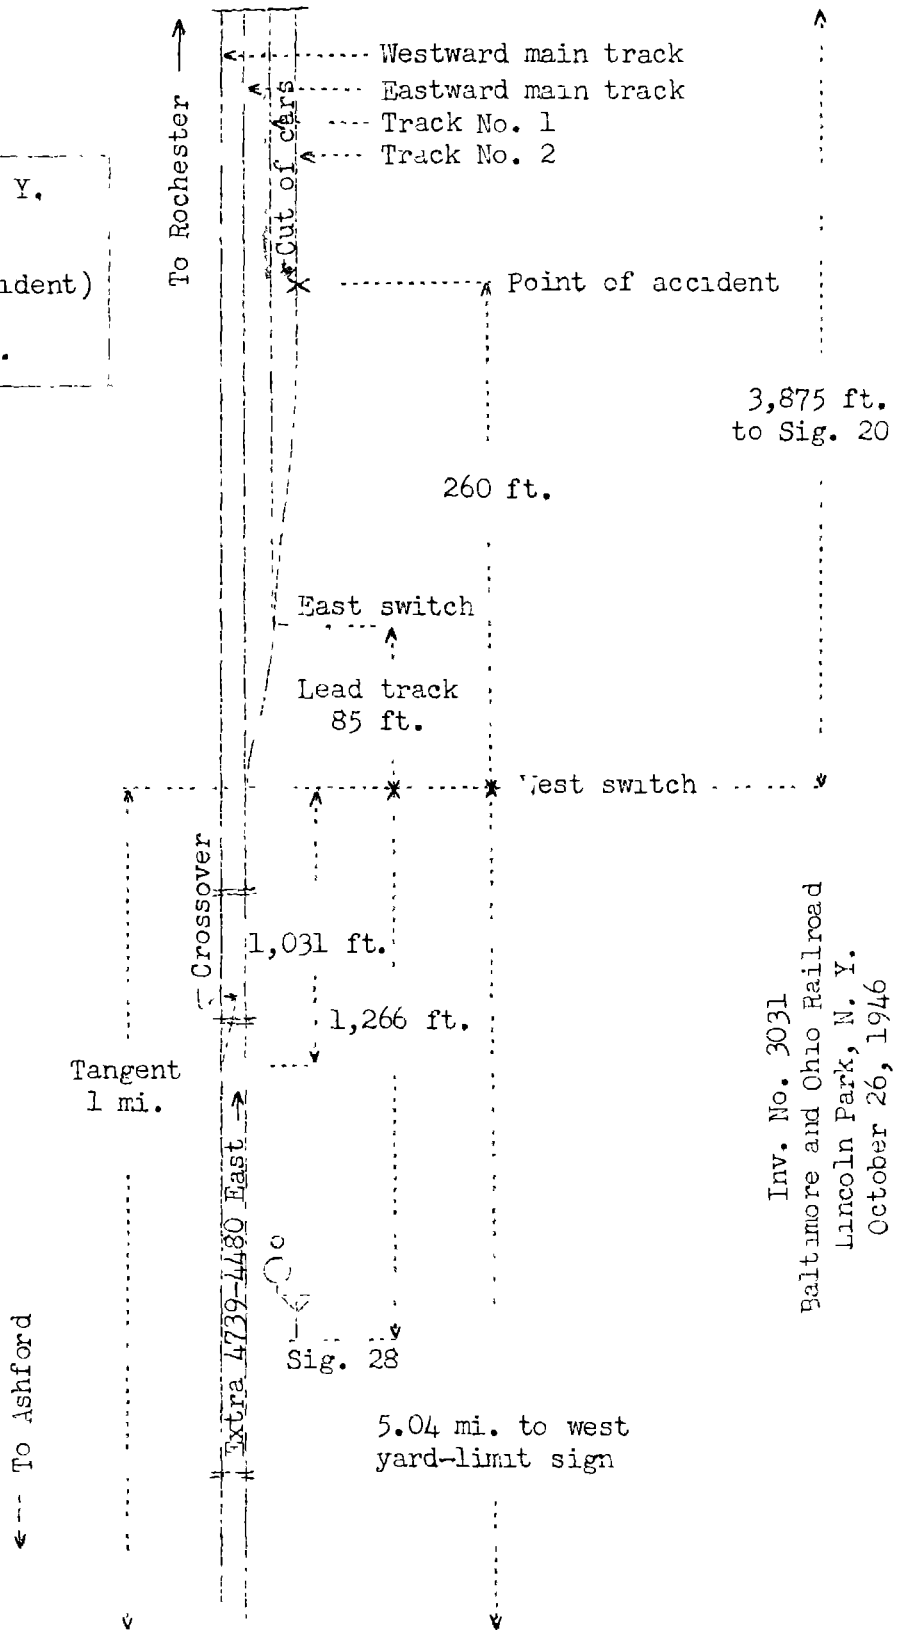 Westward main track
Eastward main track
Track No. 1
Track No. 2
To Rochester
Cut of cars
Y.
ident)
.
Point of accident
3,875 ft.
to Sig. 20
260 ft.
East switch
Lead track
85 ft.
West switch
Crossover
1,031 ft.
1,266 ft.
Tangent
1 mi.
Extra 4739-4480 East
Sig. 28
To Ashford
5.04 mi. to west
yard-limit sign
Inv. No. 3031
Baltimore and Ohio Railroad
Lincoln Park, N. Y.
October 26, 1946